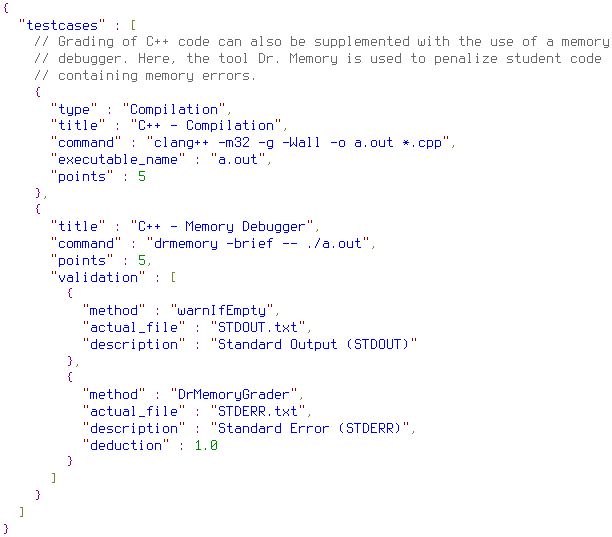 {
  "testcases" : [
    // Grading of C++ code can also be supplemented with the use of a memory
    // debugger. Here, the tool Dr. Memory is used to penalize student code
    // containing memory errors.
    {
      "type" : "Compilation",
      "title" : "C++ - Compilation",
      "command" : "clang++ -m32 -g -Wall -o a.out *.cpp",
      "executable_name" : "a.out",
      "points" : 5
    },
    {
      "title" : "C++ - Memory Debugger",
      "command" : "drmemory -brief -- ./a.out",
      "points" : 5,
      "validation" : [
        {
          "method" : "warnIfEmpty",
          "actual_file" : "STDOUT.txt",
          "description" : "Standard Output (STDOUT)"
        },
        {
          "method" : "DrMemoryGrader",
          "actual_file" : "STDERR.txt",
          "description" : "Standard Error (STDERR)",
          "deduction" : 1.0
        }
      ]
    }
  ]
}